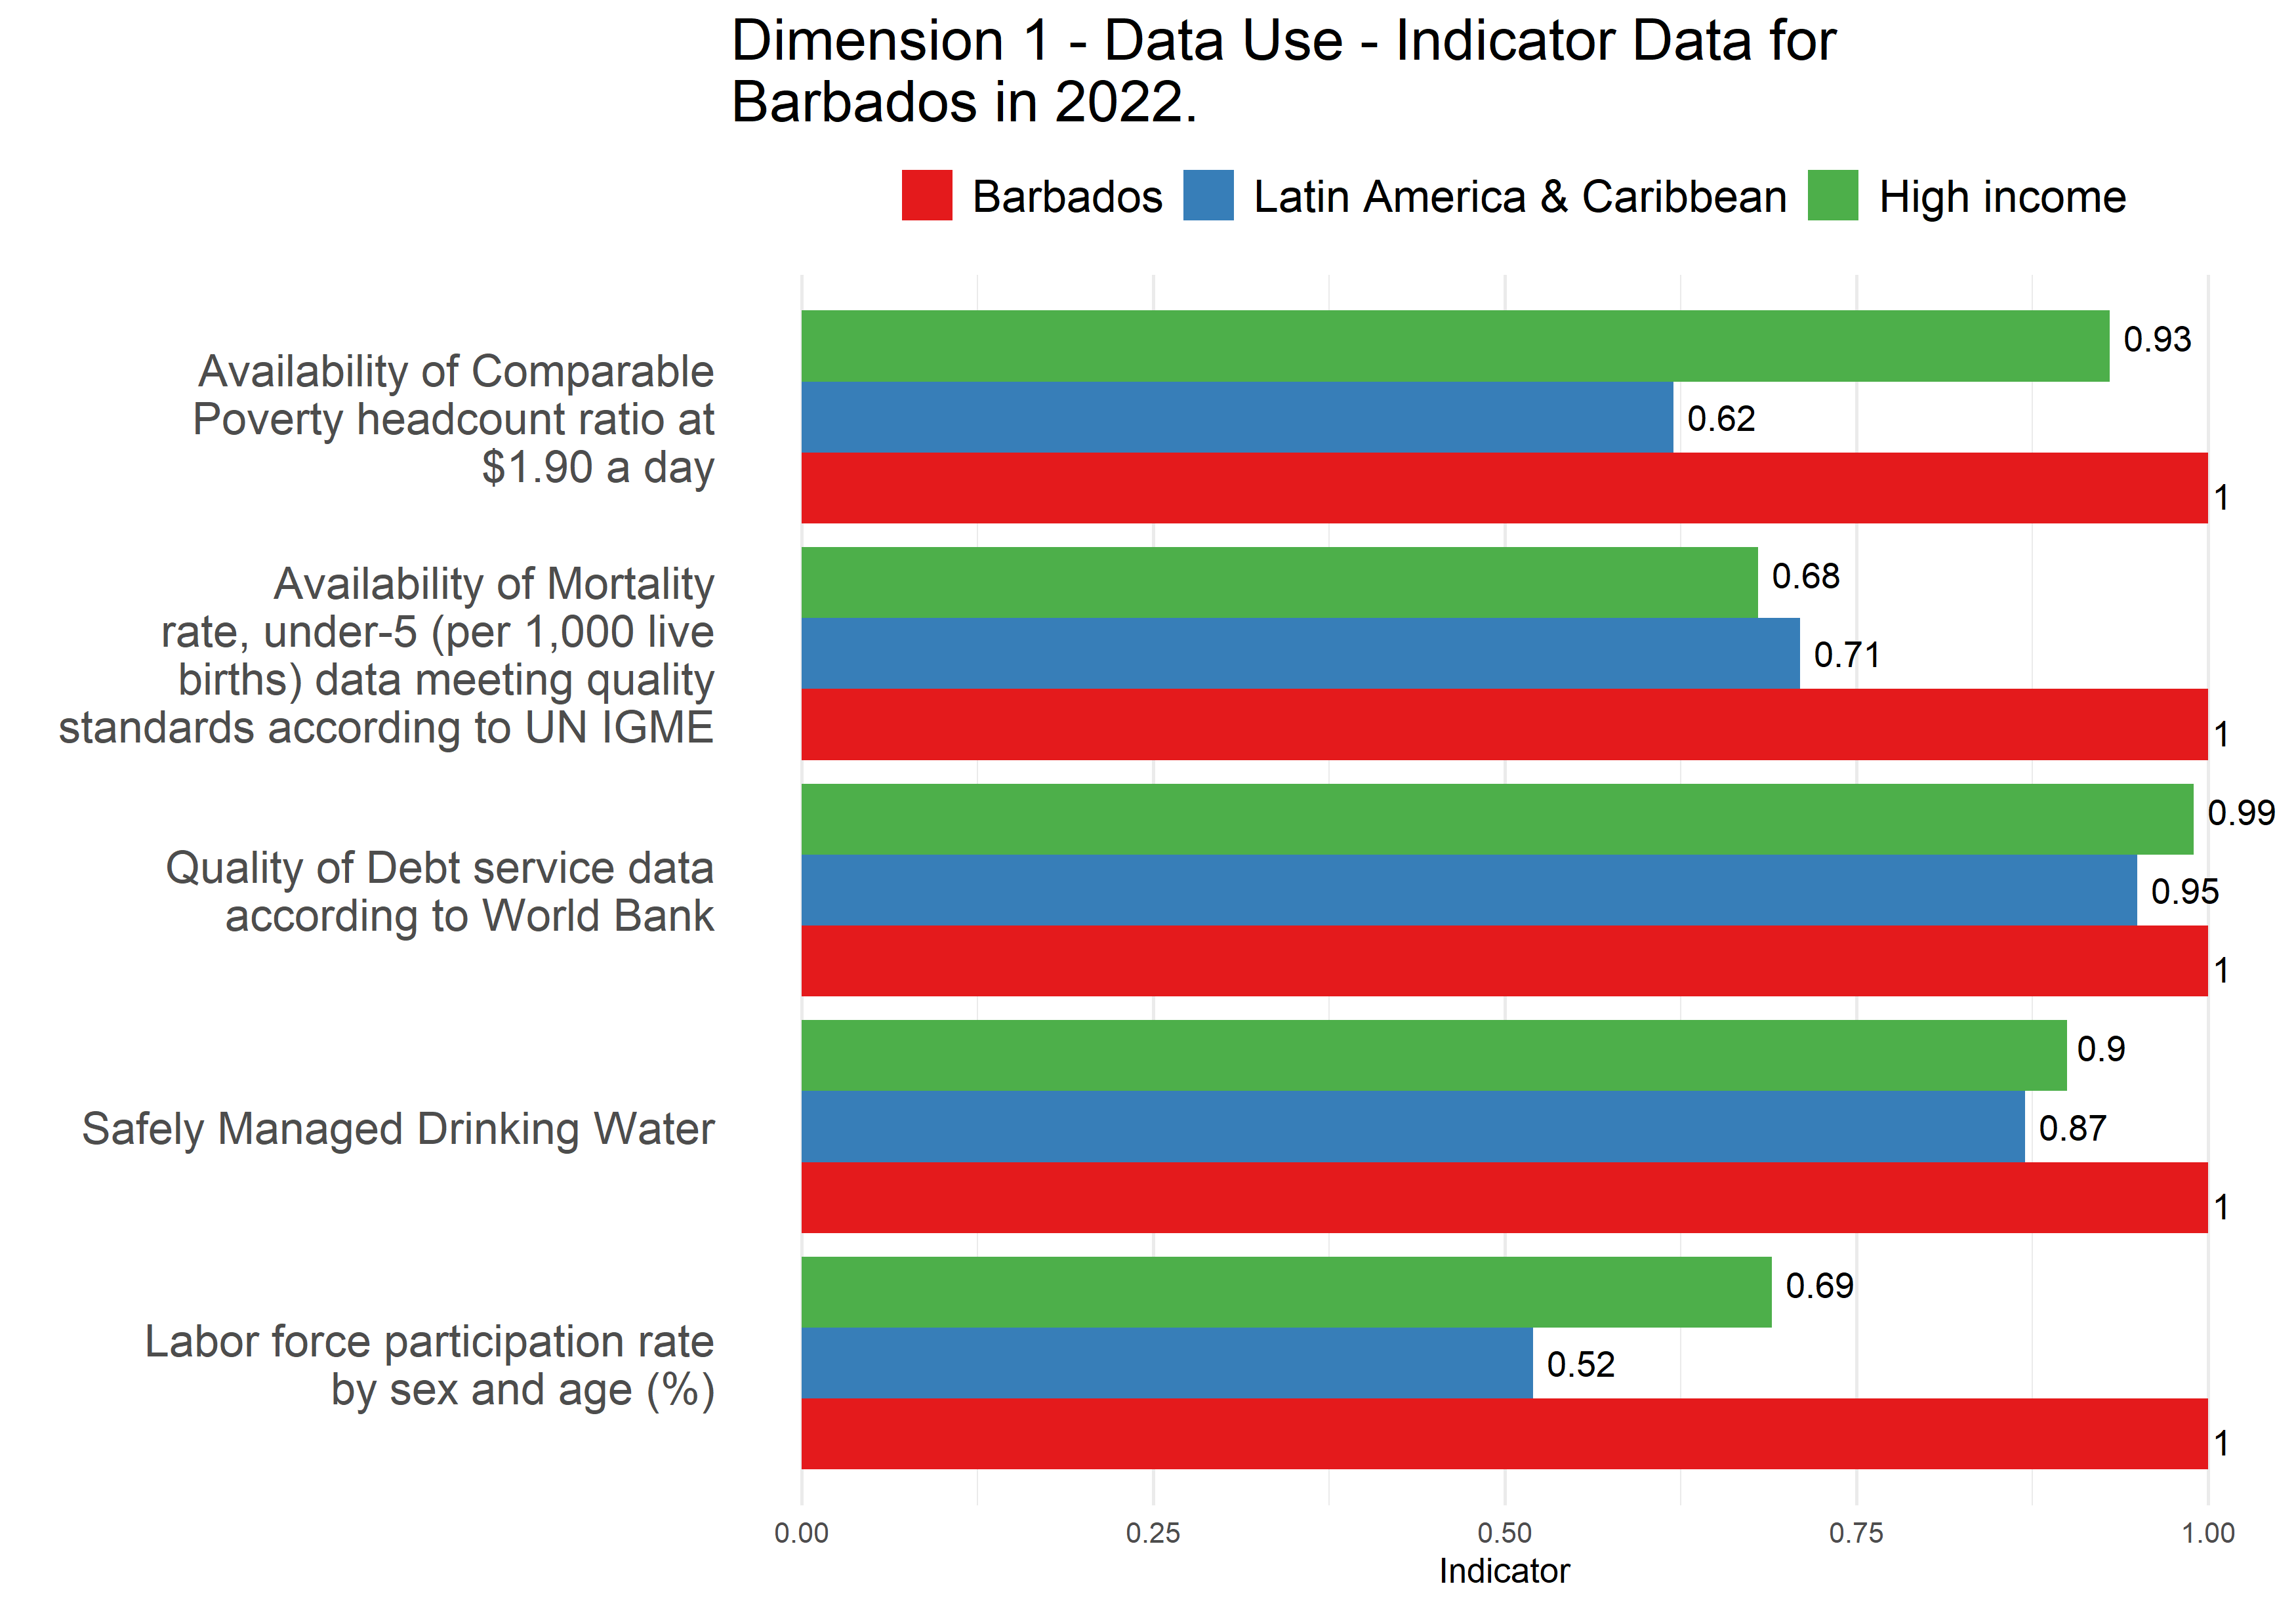 Dimension 1 - Data Use - Indicator Data for
Barbados in 2022.
Barbados
Latin America & Caribbean
High income
Availability of Comparable
Poverty headcount ratio at
$1.90 a day
0.93
0.62
1
Availability of Mortality
rate, under-5 (per 1,000 live
births) data meeting quality
standards according to UN IGME
0.68
0.71
1
Quality of Debt service data
according to World Bank
0.99
0.95
1
Safely Managed Drinking Water
0.9
0.87
1
Labor force participation rate
by sex and age (%)
0.69
0.52
1
0.00
0.25
0.50
0.75
1.00
Indicator